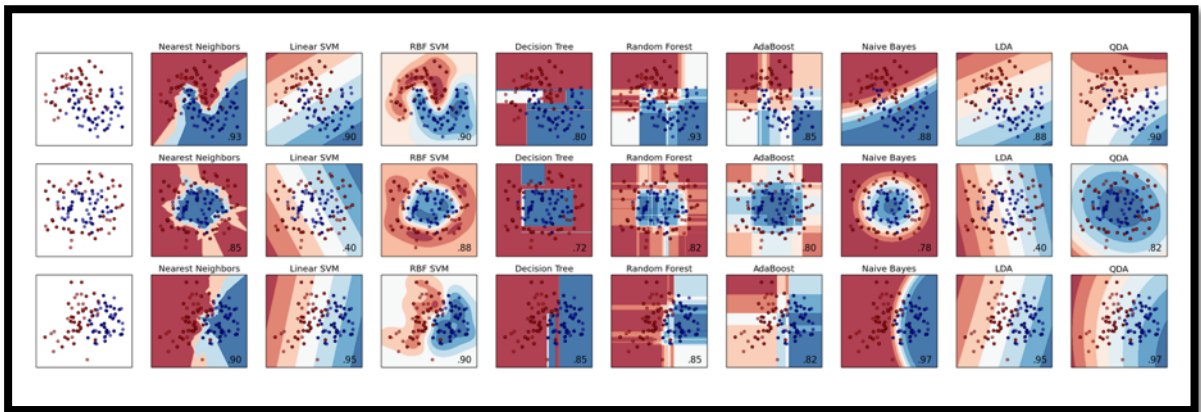 Nearest Neighbors Linear SVM RBF SVM Decision Tree Random Forest AdaBoost Naive Bayes LDA QDA
.93 .90 .90 .80 .93 .85 .88 .88 .90
Nearest Neighbors Linear SVM RBF SVM Decision Tree Random Forest AdaBoost Naive Bayes LDA QDA
.85 .40 .88 .72 .82 .80 .78 .40 .82
Nearest Neighbors Linear SVM RBF SVM Decision Tree Random Forest AdaBoost Naive Bayes LDA QDA
.90 .95 .90 .85 .85 .82 .97 .95 .97